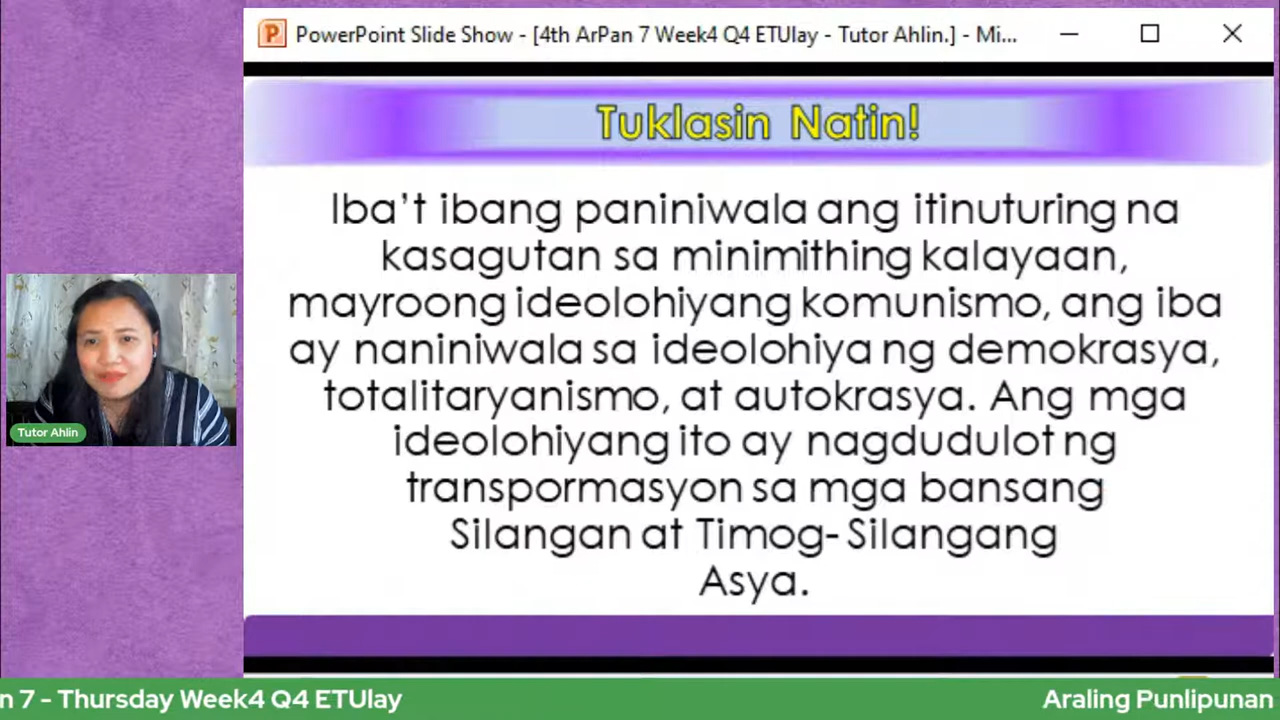 PowerPoint Slide Show - [4th ArPan 7 Week4 Q4 ETUlay - Tutor Ahlin.] - Mi...
Tuklasin Natin!
Iba't ibang paniniwala ang itinuturing na
kasagutan sa minimithing kalayaan,
mayroong ideolohiyang komunismo, ang iba
ay naniniwala sa ideolohiya ng demokrasya,
totalitaryanismo, at autokrasya. Ang mga
ideolohiyang ito ay nagdudulot ng
transpormasyon sa mga bansang
Silangan at Timog- Silangang
Asya.
Tutor Ahlin
n 7 - Thursday Week4 Q4 ETUlay
Araling Punlipunan